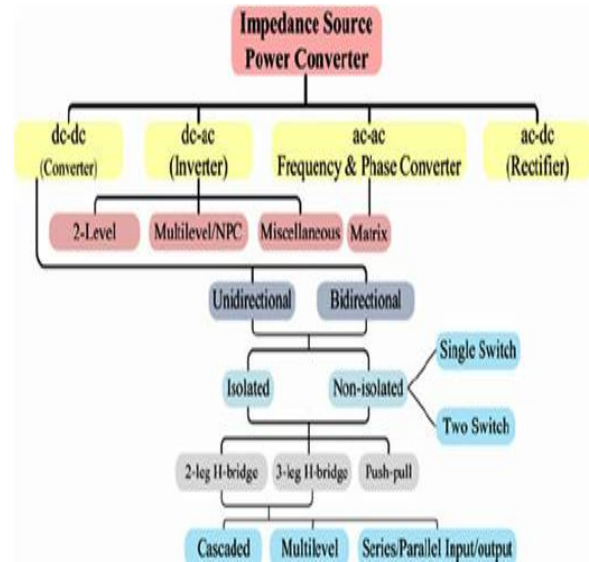 Impedance Source
Power Converter
dc-dc
(Converter)
dc-ac
(Inverter)
ac-ac
Frequency & Phase Converter
ac-dc
(Rectifier)
2-Level
Multilevel/NPC
Miscellaneous
Matrix
Unidirectional
Bidirectional
Isolated
Non-isolated
Single Switch
Two Switch
2-leg H-bridge
3-leg H-bridge
Push-pull
Cascaded
Multilevel
Series/Parallel Input/output